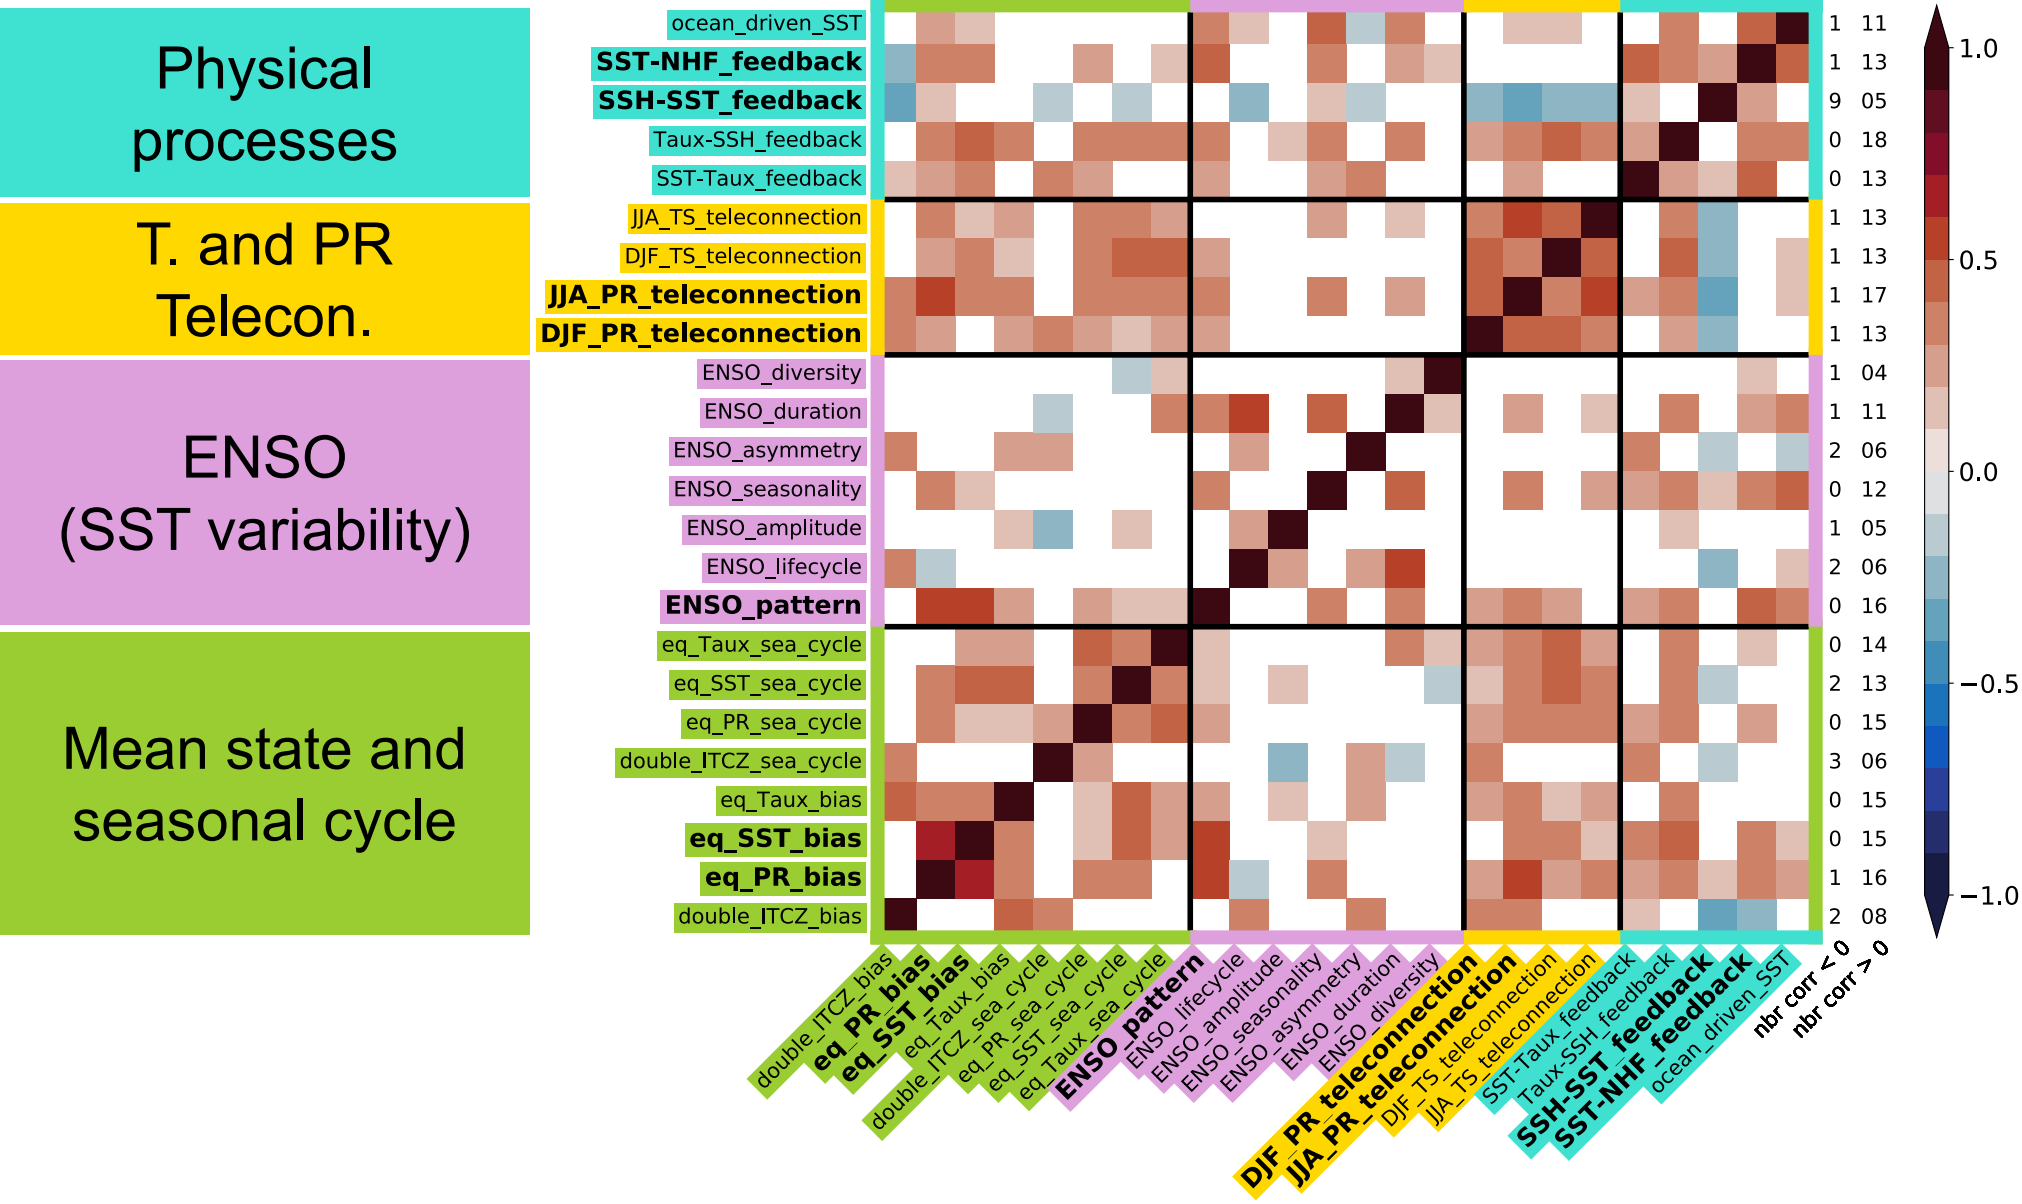 Physical
processes
T. and PR
Telecon.
ENSO
(SST variability)
Mean state and
seasonal cycle
ocean_driven_SST 1 11
SST-NHF_feedback 1 13
SSH-SST_feedback 9 05
Taux-SSH_feedback 0 18
SST-Taux_feedback 0 13
JJA_TS_teleconnection 1 13
DJF_TS_teleconnection 1 13
JJA_PR_teleconnection 1 17
DJF_PR_teleconnection 1 13
ENSO_diversity 1 04
ENSO_duration 1 11
ENSO_asymmetry 2 06
ENSO_seasonality 0 12
ENSO_amplitude 1 05
ENSO_lifecycle 2 06
ENSO_pattern 0 16
eq_Taux_sea_cycle 0 14
eq_SST_sea_cycle 2 13
eq_PR_sea_cycle 0 15
double_ITCZ_sea_cycle 3 06
eq_Taux_bias 0 15
eq_SST_bias 0 15
eq_PR_bias 1 16
double_ITCZ_bias 2 08
double_ITCZ_bias
eq_PR_bias
eq_SST_bias
eq_Taux_bias
double_ITCZ_sea_cycle
eq_PR_sea_cycle
eq_SST_sea_cycle
eq_Taux_sea_cycle
ENSO_pattern
ENSO_lifecycle
ENSO_amplitude
ENSO_seasonality
ENSO_asymmetry
ENSO_duration
ENSO_diversity
DJF_PR_teleconnection
JJA_PR_teleconnection
DJF_TS_teleconnection
JJA_TS_teleconnection
SST-Taux_feedback
Taux-SSH_feedback
SSH-SST_feedback
SST-NHF_feedback
ocean_driven_SST
nbr corr < 0
nbr corr > 0
1.0
0.5
0.0
−0.5
−1.0